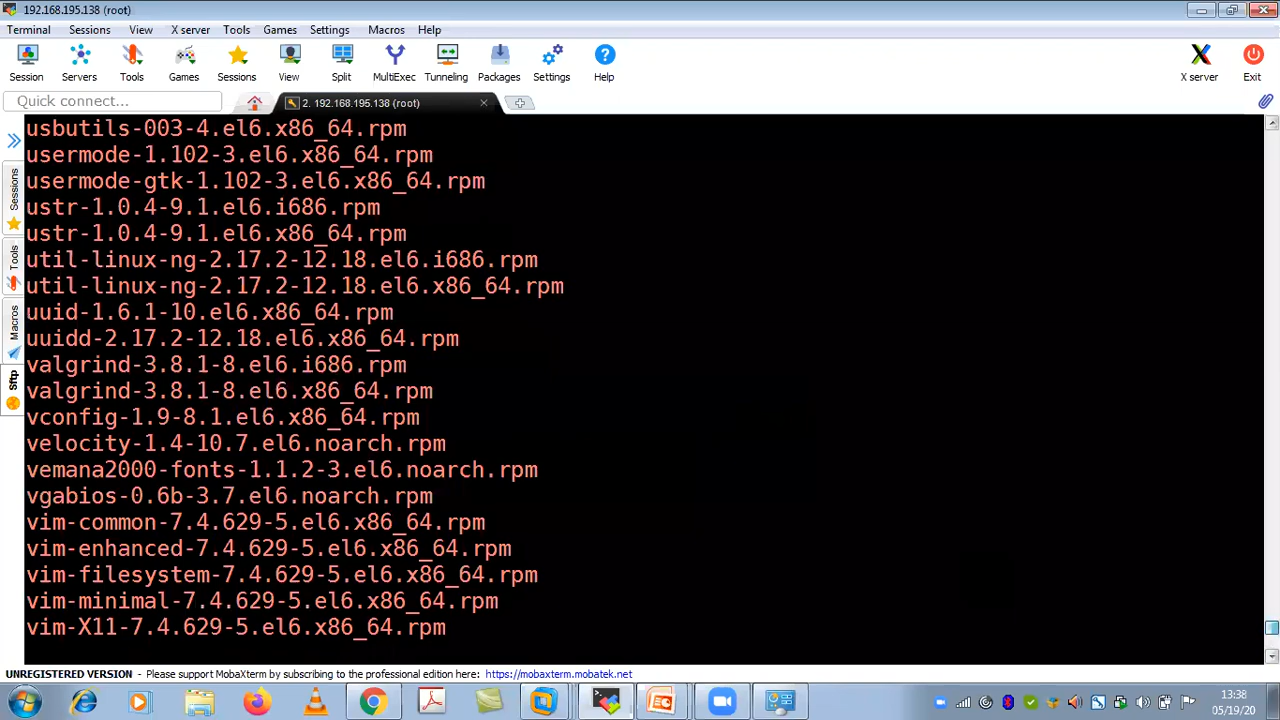 192.168.195.138 (root)
Terminal Sessions View X server Tools Games Settings Macros Help
Session Servers Tools Games Sessions View Split MultiExec Tunneling Packages Settings Help X server Exit
Quick connect...
2. 192.168.195.138 (root)
Sessions
Tools
Macros
Sftp
usbutils-003-4.el6.x86_64.rpm
usermode-1.102-3.el6.x86_64.rpm
usermode-gtk-1.102-3.el6.x86_64.rpm
ustr-1.0.4-9.1.el6.i686.rpm
ustr-1.0.4-9.1.el6.x86_64.rpm
util-linux-ng-2.17.2-12.18.el6.i686.rpm
util-linux-ng-2.17.2-12.18.el6.x86_64.rpm
uuid-1.6.1-10.el6.x86_64.rpm
uuidd-2.17.2-12.18.el6.x86_64.rpm
valgrind-3.8.1-8.el6.i686.rpm
valgrind-3.8.1-8.el6.x86_64.rpm
vconfig-1.9-8.1.el6.x86_64.rpm
velocity-1.4-10.7.el6.noarch.rpm
vemana2000-fonts-1.1.2-3.el6.noarch.rpm
vgabios-0.6b-3.7.el6.noarch.rpm
vim-common-7.4.629-5.el6.x86_64.rpm
vim-enhanced-7.4.629-5.el6.x86_64.rpm
vim-filesystem-7.4.629-5.el6.x86_64.rpm
vim-minimal-7.4.629-5.el6.x86_64.rpm
vim-X11-7.4.629-5.el6.x86_64.rpm
UNREGISTERED VERSION - Please support MobaXterm by subscribing to the professional edition here: https://mobaxterm.mobatek.net
13:38
05/19/20